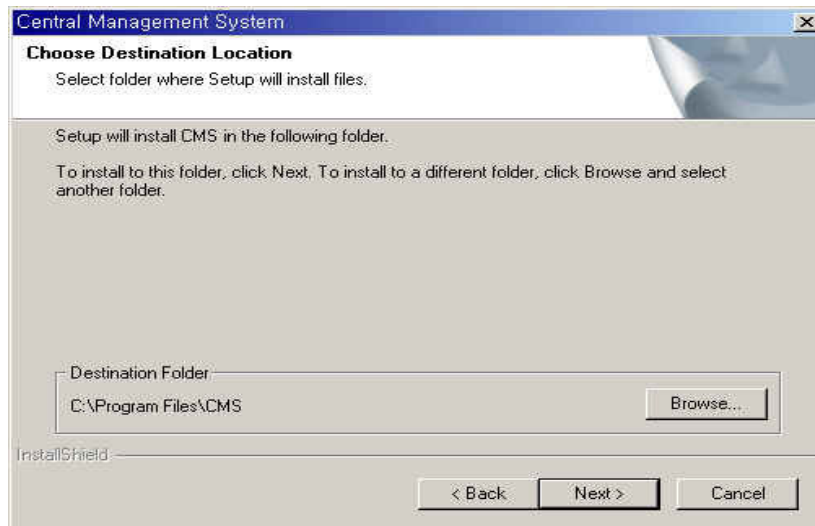 Central Management System
Choose Destination Location
Select folder where Setup will install files.
Setup will install CMS in the following folder.
To install to this folder, click Next. To install to a different folder, click Browse and select
another folder.
Destination Folder
C:\Program Files\CMS
Browse...
InstallShield
< Back
Next >
Cancel